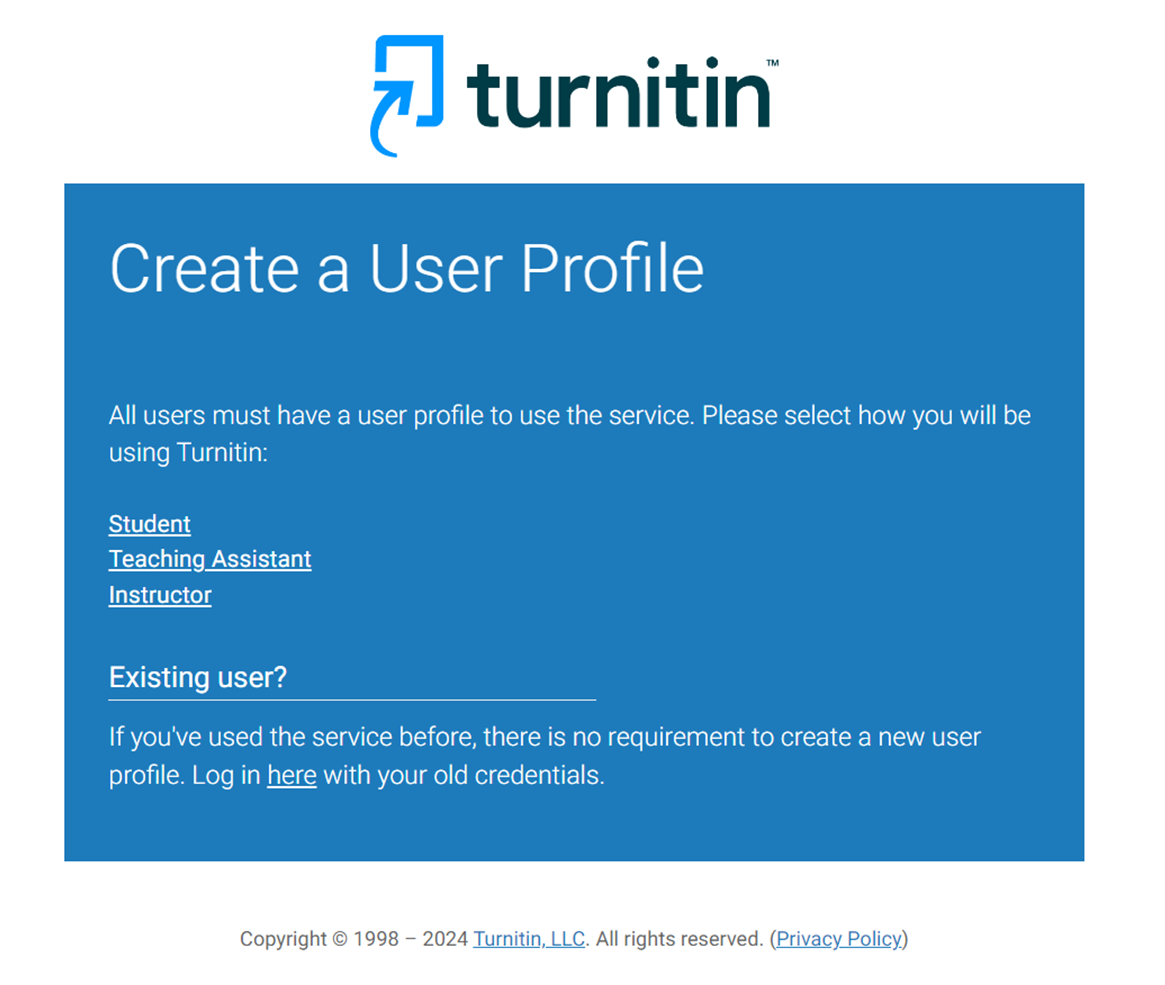 turnitin™
Create a User Profile
All users must have a user profile to use the service. Please select how you will be
using Turnitin:
Student
Teaching Assistant
Instructor
Existing user?
If you've used the service before, there is no requirement to create a new user
profile. Log in here with your old credentials.
Copyright © 1998 – 2024 Turnitin, LLC. All rights reserved. (Privacy Policy)